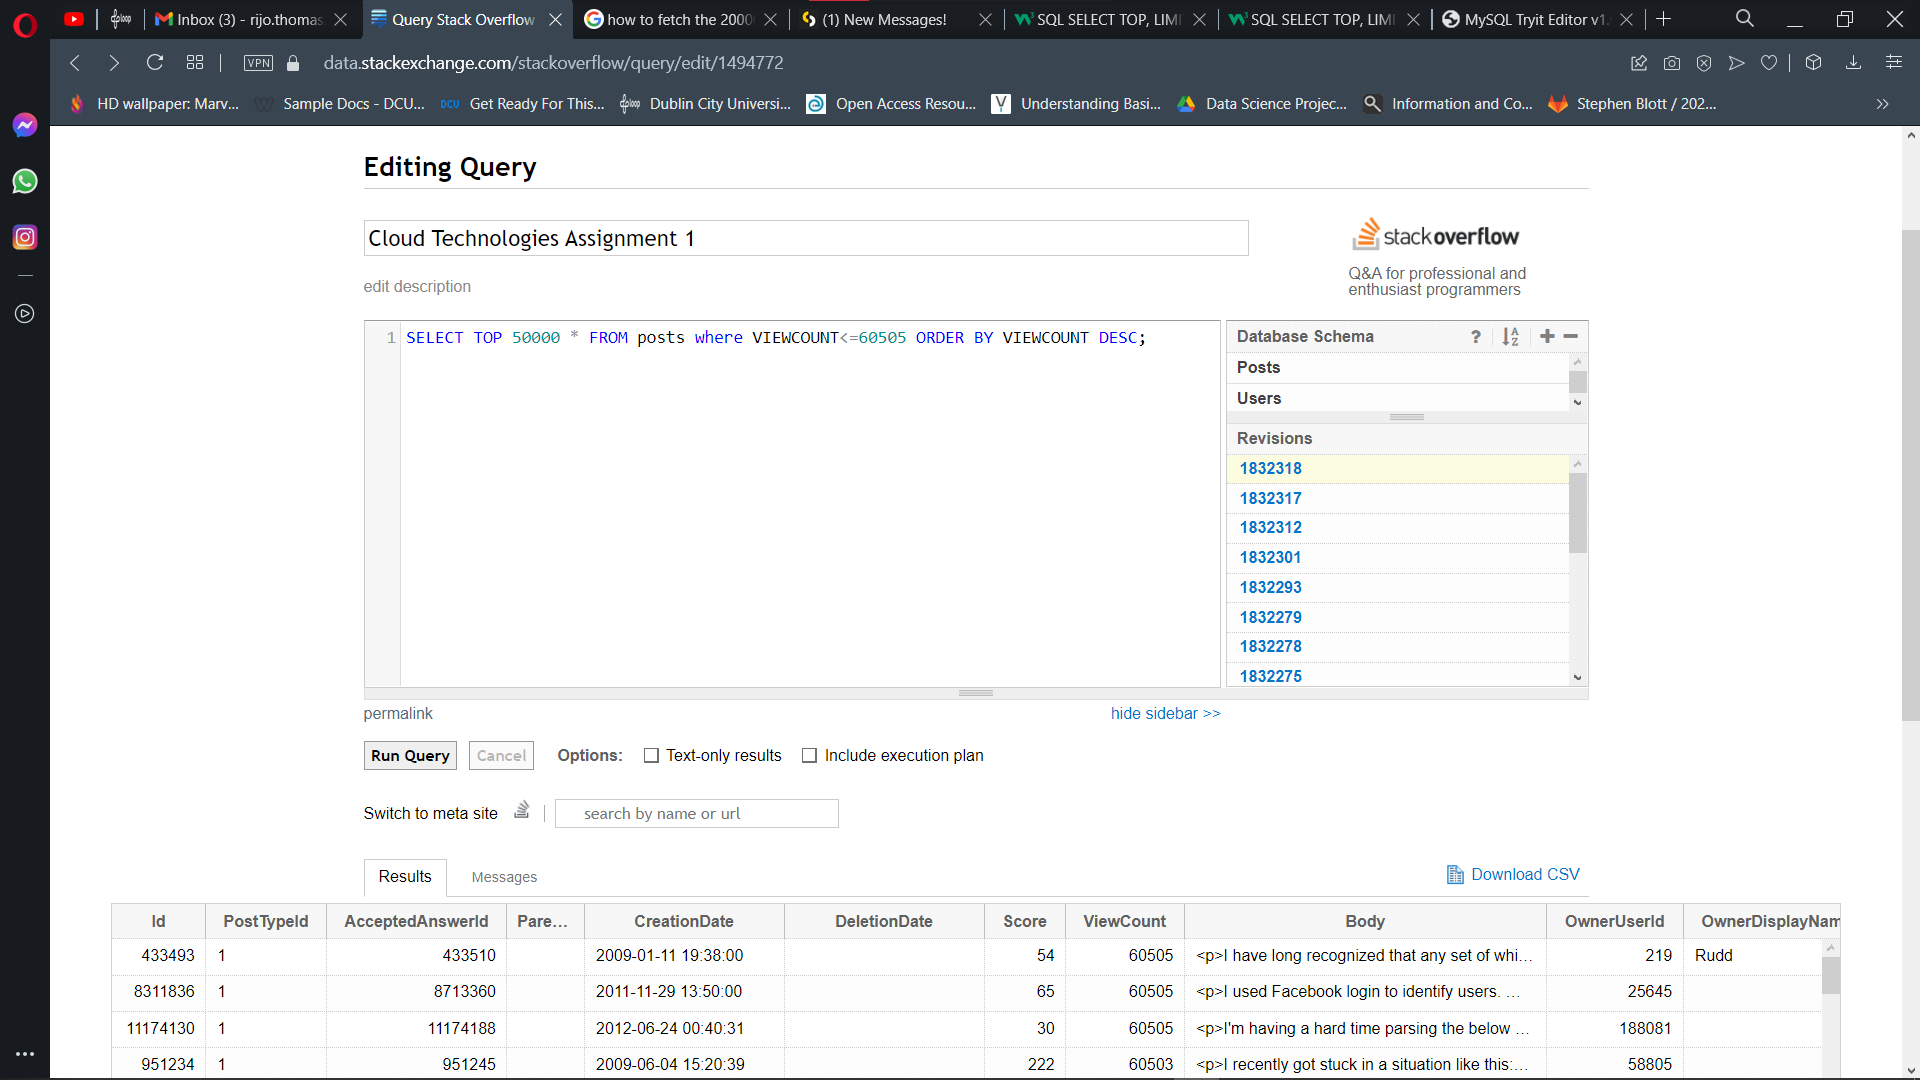 Inbox (3) - rijo.thomas
Query Stack Overflow
how to fetch the 2000
(1) New Messages!
SQL SELECT TOP, LIMI
SQL SELECT TOP, LIMI
MySQL Tryit Editor v1.
VPN
data.stackexchange.com/stackoverflow/query/edit/1494772
HD wallpaper: Marv...
Sample Docs - DCU...
DCU
Get Ready For This...
Dublin City Universi...
Open Access Resou...
Understanding Basi...
Data Science Projec...
Information and Co...
Stephen Blott / 202...
Editing Query
Cloud Technologies Assignment 1
edit description
stackoverflow
Q&A for professional and
enthusiast programmers
1 SELECT TOP 50000 * FROM posts where VIEWCOUNT<=60505 ORDER BY VIEWCOUNT DESC;
Database Schema ?
Posts
Users
Revisions
1832318
1832317
1832312
1832301
1832293
1832279
1832278
1832275
permalink
hide sidebar >>
Run Query Cancel Options: Text-only results Include execution plan
Switch to meta site | search by name or url
Results Messages Download CSV
Id PostTypeId AcceptedAnswerId Pare... CreationDate DeletionDate Score ViewCount Body OwnerUserId OwnerDisplayNam
433493 1 433510 2009-01-11 19:38:00 54 60505 <p>I have long recognized that any set of whi... 219 Rudd
8311836 1 8713360 2011-11-29 13:50:00 65 60505 <p>I used Facebook login to identify users. ... 25645
11174130 1 11174188 2012-06-24 00:40:31 30 60505 <p>I'm having a hard time parsing the below ... 188081
951234 1 951245 2009-06-04 15:20:39 222 60503 <p>I recently got stuck in a situation like this:... 58805